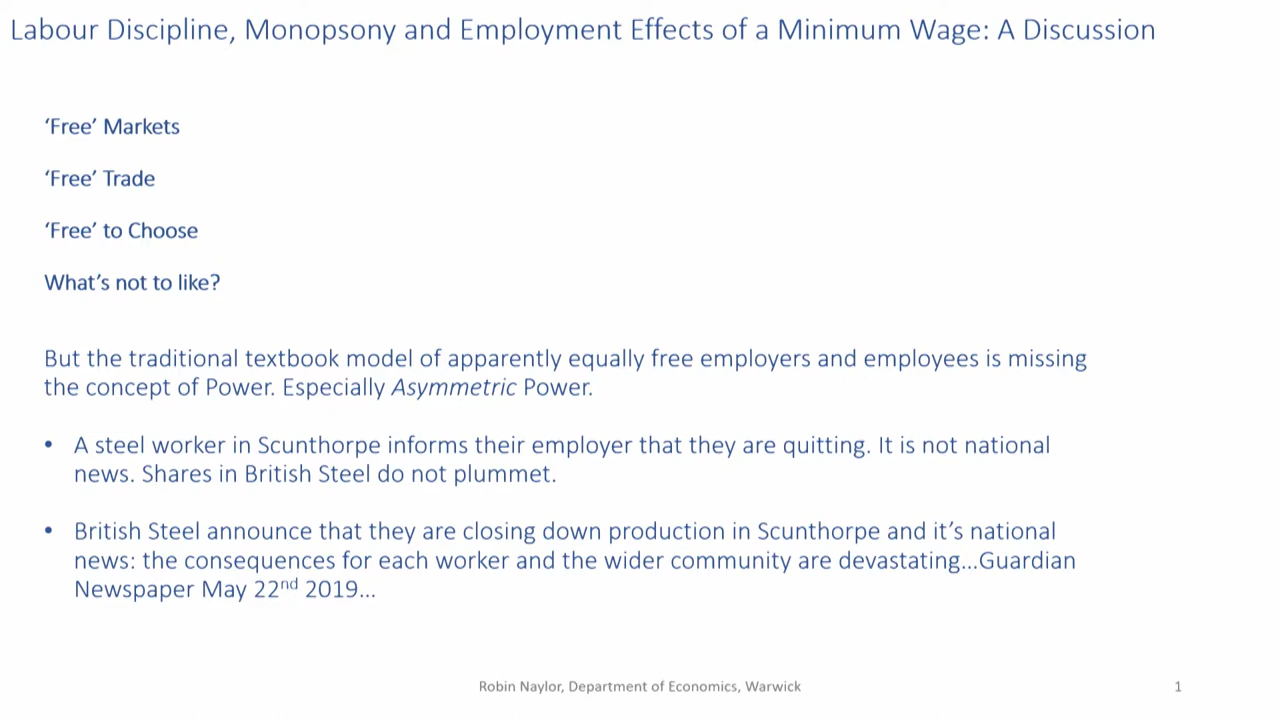 Labour Discipline, Monopsony and Employment Effects of a Minimum Wage: A Discussion
‘Free’ Markets
‘Free’ Trade
‘Free’ to Choose
What’s not to like?
But the traditional textbook model of apparently equally free employers and employees is missing
the concept of Power. Especially Asymmetric Power.
• A steel worker in Scunthorpe informs their employer that they are quitting. It is not national
news. Shares in British Steel do not plummet.
• British Steel announce that they are closing down production in Scunthorpe and it’s national
news: the consequences for each worker and the wider community are devastating…Guardian
Newspaper May 22nd 2019…
Robin Naylor, Department of Economics, Warwick
1